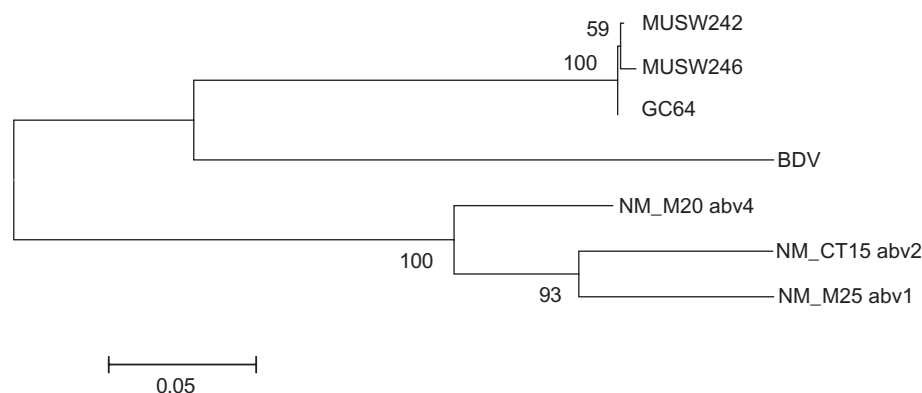 MUSW242
59
MUSW246
100
GC64
BDV
NM_M20 abv4
100
NM_CT15 abv2
93
NM_M25 abv1
0.05